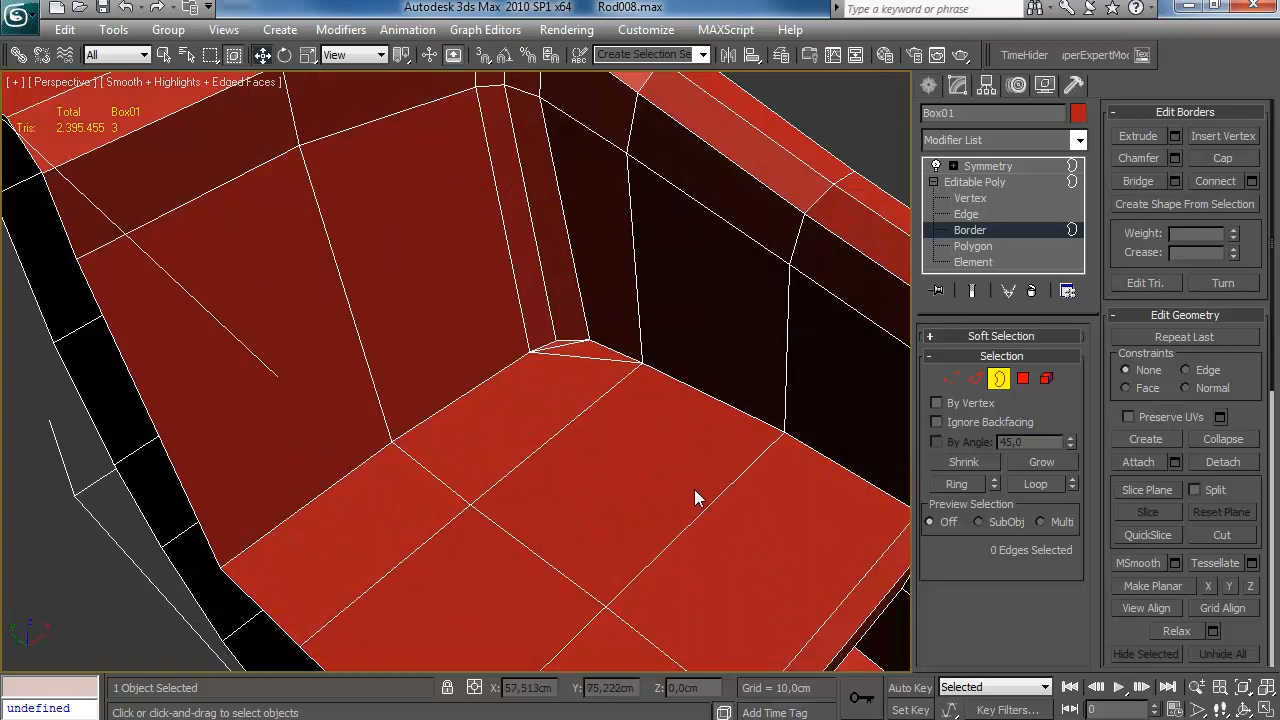 Autodesk 3ds Max 2010 SP1 x64 Rod008.max
Type a keyword or phrase
Edit Tools Group Views Create Modifiers Animation Graph Editors Rendering Customize MAXScript Help
All View Create Selection Se TimeHider uperExpertMoc Tex
[ + ] [ Perspective ] [ Smooth + Highlights + Edged Faces ]
Total Box01
Tris: 2.395.455 3
Box01
Modifier List
Symmetry
Editable Poly
Vertex
Edge
Border
Polygon
Element
+ Soft Selection
- Selection
By Vertex
Ignore Backfacing
By Angle: 45,0
Shrink Grow
Ring Loop
Preview Selection
Off SubObj Multi
0 Edges Selected
- Edit Borders
Extrude Insert Vertex
Chamfer Cap
Bridge Connect
Create Shape From Selection
Weight:
Crease:
Edit Tri. Turn
- Edit Geometry
Repeat Last
Constraints
None Edge
Face Normal
Preserve UVs
Create Collapse
Attach Detach
Slice Plane Split
Slice Reset Plane
QuickSlice Cut
MSmooth Tessellate
Make Planar X Y Z
View Align Grid Align
Relax
Hide Selected Unhide All
undefined
1 Object Selected X: 57,513cm Y: 75,222cm Z: 0,0cm Grid = 10,0cm Auto Key Selected
Click or click-and-drag to select objects Add Time Tag Set Key Key Filters... 0